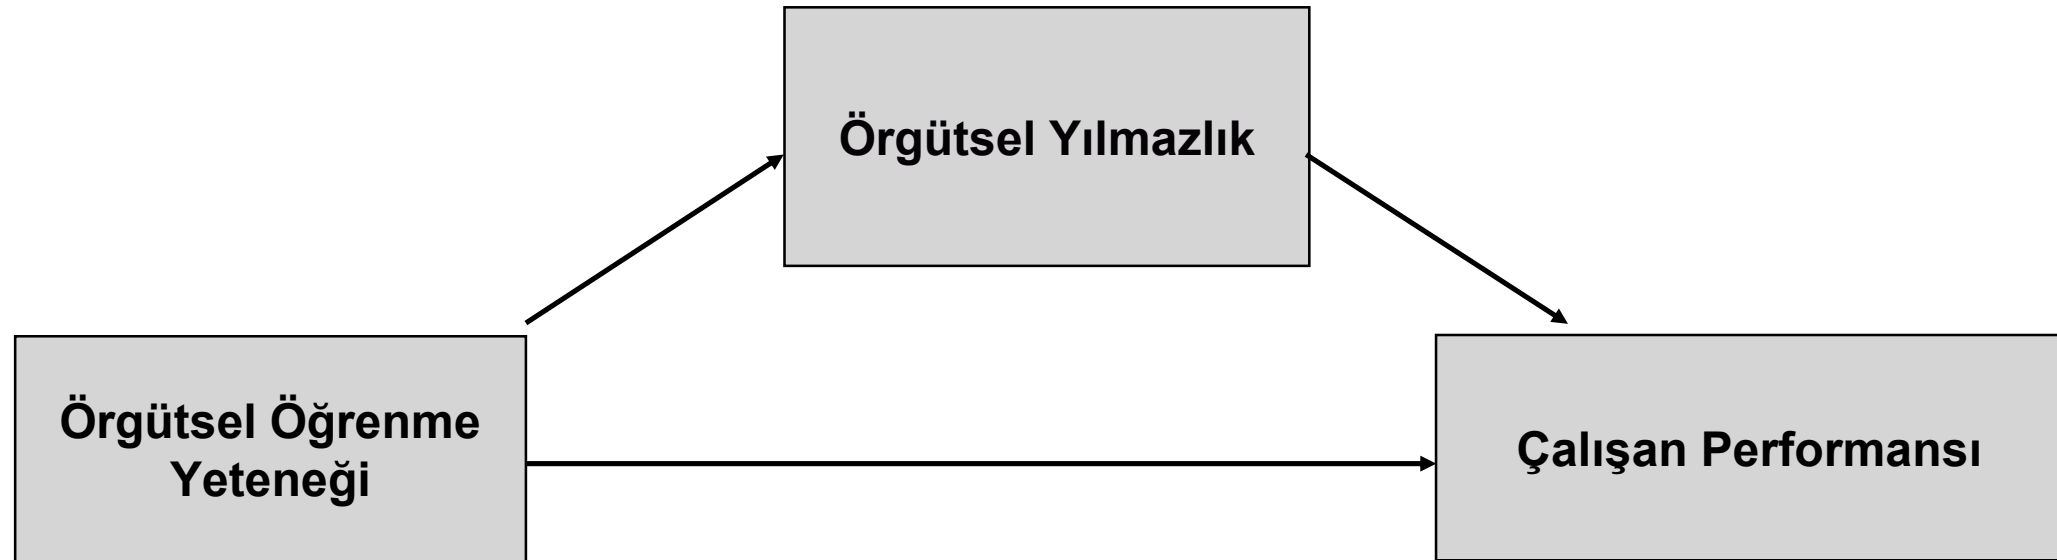 Örgütsel Yılmazlık
Örgütsel Öğrenme
Yeteneği
Çalışan Performansı